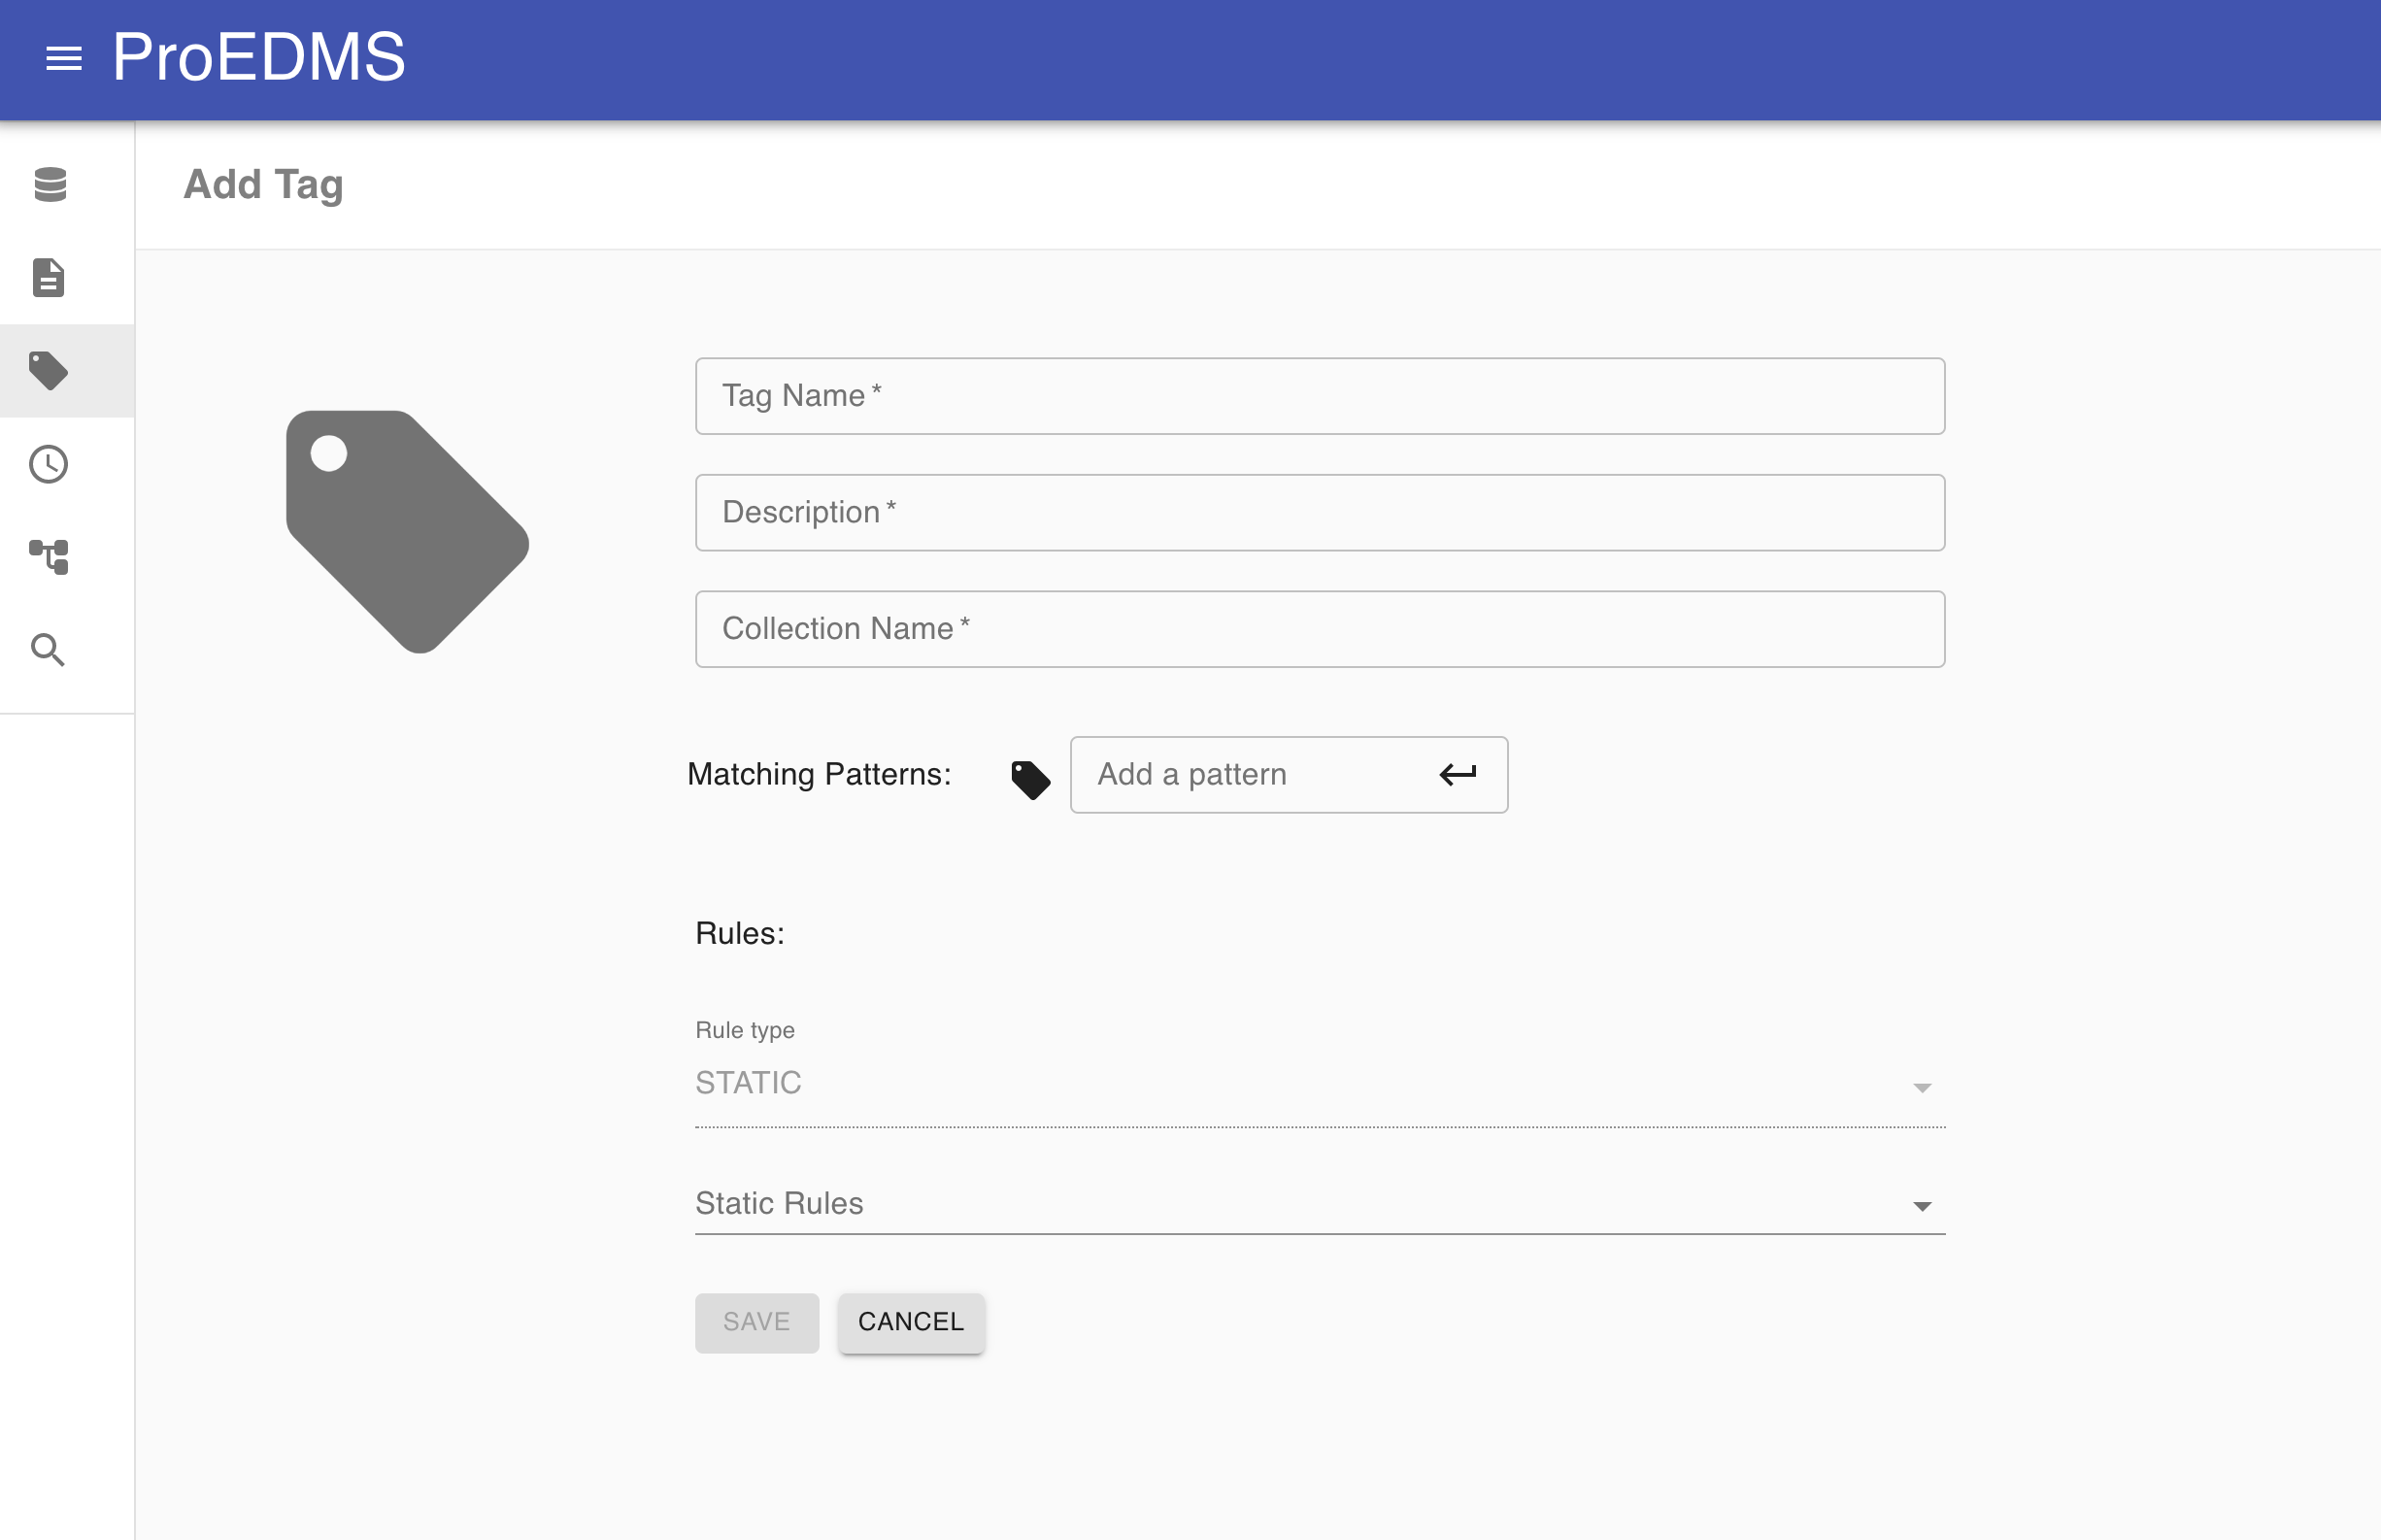 ProEDMS
Add Tag
Tag Name *
Description *
Collection Name *
Matching Patterns:
Add a pattern
Rules:
Rule type
STATIC
Static Rules
SAVE
CANCEL